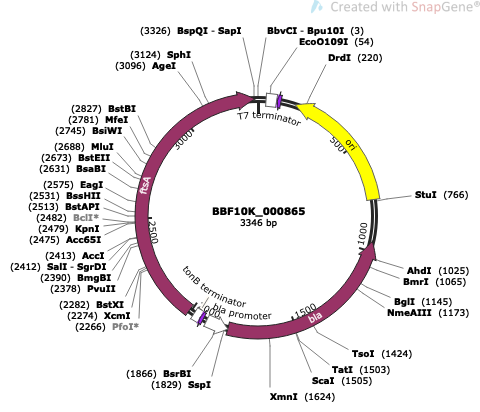 Created with SnapGene®
(3326) BspQI - SapI
BbvCI - Bpu10I (3)
EcoO109I (54)
(3124) SphI
(3096) AgeI
DrdI (220)
T7 terminator
ori
500
3000
(2827) BstBI
(2781) MfeI
(2745) BsiWI
(2688) MluI
(2673) BstEII
(2631) BsaBI
(2575) EagI
(2531) BssHII
(2513) BstAPI
(2482) BclI*
(2479) KpnI
(2475) Acc65I
(2413) AccI
(2412) SalI - SgrDI
(2390) BmgBI
(2378) PvuII
(2282) BstXI
(2274) XcmI
(2266) PfoI*
ftsA
2500
BBF10K_000865
3346 bp
StuI (766)
1000
AhdI (1025)
BmrI (1065)
BglI (1145)
NmeAIII (1173)
tonB terminator
bla promoter
1500
bla
TsoI (1424)
TatI (1503)
ScaI (1505)
XmnI (1624)
(1866) BsrBI
(1829) SspI